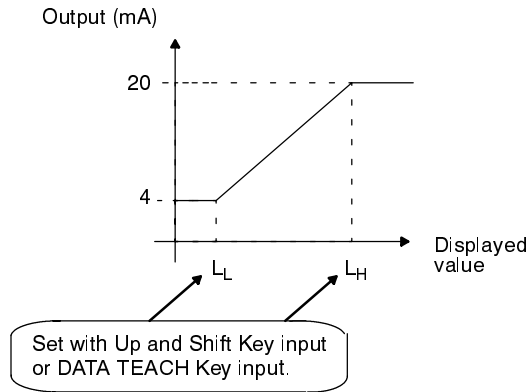 Output (mA)
20
4
Displayed
value
LL
LH
Set with Up and Shift Key input
or DATA TEACH Key input.